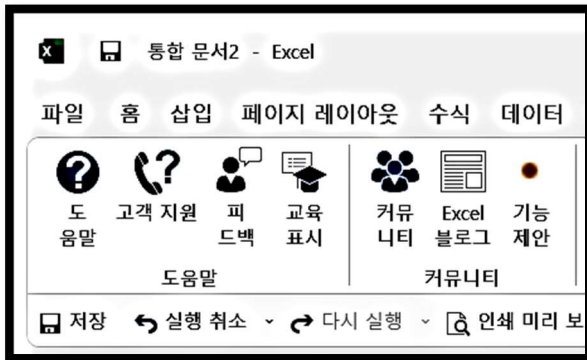 통합 문서2 - Excel
파일 홈 삽입 페이지 레이아웃 수식 데이터
도 고객 지원 피 교육 커뮤 Excel 기능
움말 드백 표시 니티 블로그 제안
도움말 커뮤니티
저장 실행 취소 다시 실행 인쇄 미리 보